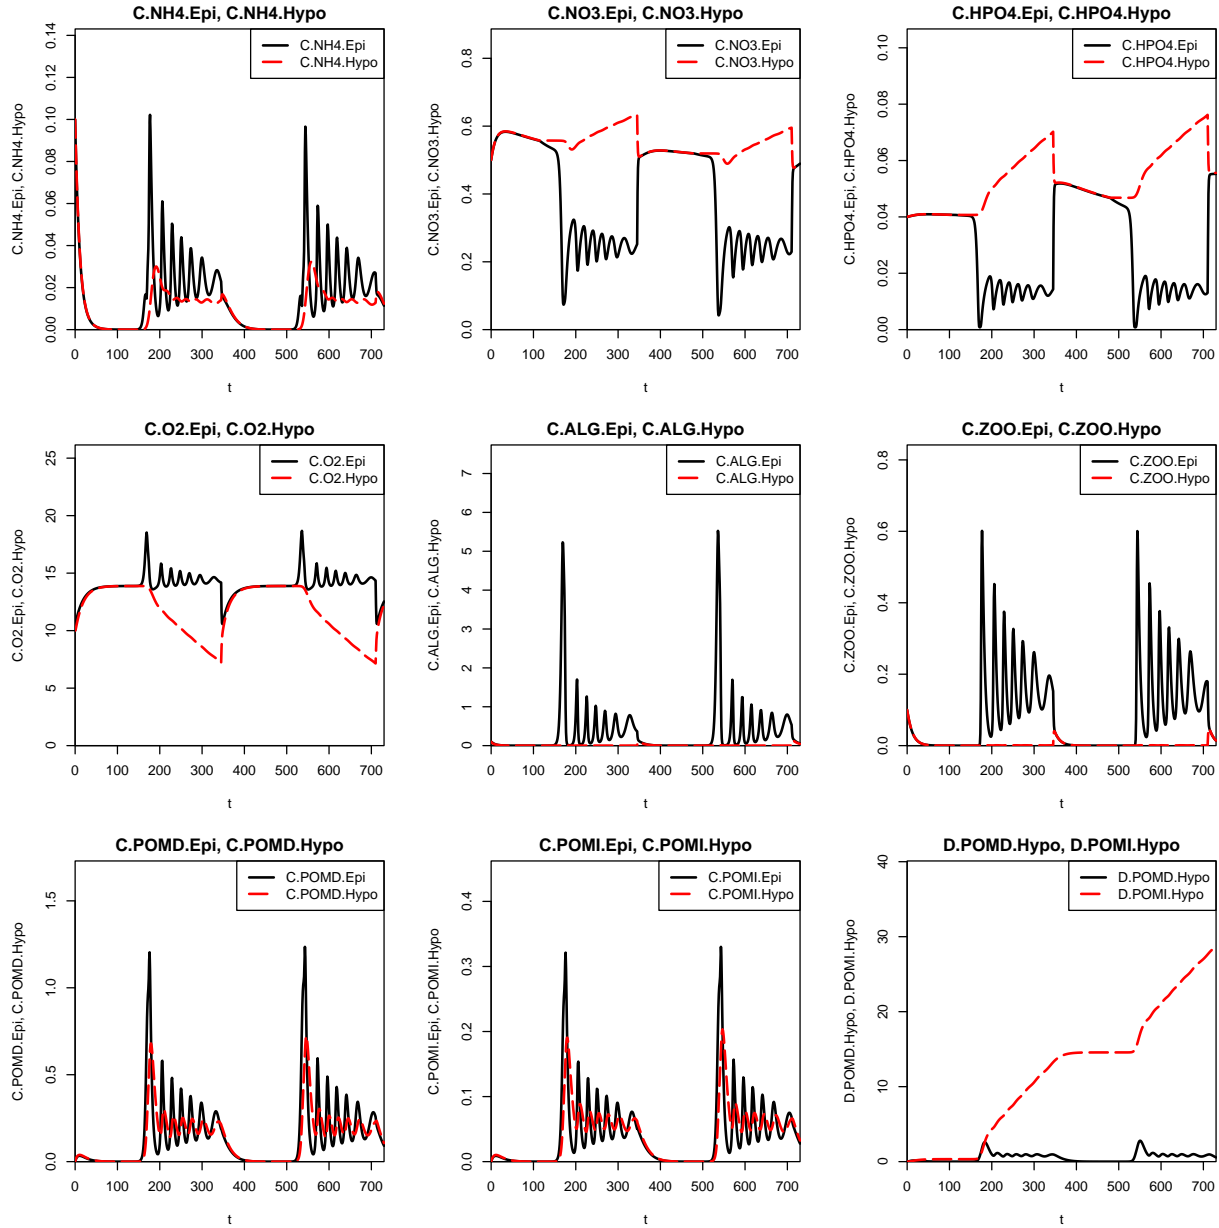 C.NH4.Epi, C.NH4.Hypo
C.NH4.Epi, C.NH4.Hypo
0.00 0.02 0.04 0.06 0.08 0.10 0.12 0.14
C.NH4.Epi
C.NH4.Hypo
0 100 200 300 400 500 600 700
t
C.NO3.Epi, C.NO3.Hypo
C.NO3.Epi, C.NO3.Hypo
0.0 0.2 0.4 0.6 0.8
C.NO3.Epi
C.NO3.Hypo
0 100 200 300 400 500 600 700
t
C.HPO4.Epi, C.HPO4.Hypo
C.HPO4.Epi, C.HPO4.Hypo
0.00 0.02 0.04 0.06 0.08 0.10
C.HPO4.Epi
C.HPO4.Hypo
0 100 200 300 400 500 600 700
t
C.O2.Epi, C.O2.Hypo
C.O2.Epi, C.O2.Hypo
0 5 10 15 20 25
C.O2.Epi
C.O2.Hypo
0 100 200 300 400 500 600 700
t
C.ALG.Epi, C.ALG.Hypo
C.ALG.Epi, C.ALG.Hypo
0 1 2 3 4 5 6 7
C.ALG.Epi
C.ALG.Hypo
0 100 200 300 400 500 600 700
t
C.ZOO.Epi, C.ZOO.Hypo
C.ZOO.Epi, C.ZOO.Hypo
0.0 0.2 0.4 0.6 0.8
C.ZOO.Epi
C.ZOO.Hypo
0 100 200 300 400 500 600 700
t
C.POMD.Epi, C.POMD.Hypo
C.POMD.Epi, C.POMD.Hypo
0.0 0.5 1.0 1.5
C.POMD.Epi
C.POMD.Hypo
0 100 200 300 400 500 600 700
t
C.POMI.Epi, C.POMI.Hypo
C.POMI.Epi, C.POMI.Hypo
0.0 0.1 0.2 0.3 0.4
C.POMI.Epi
C.POMI.Hypo
0 100 200 300 400 500 600 700
t
D.POMD.Hypo, D.POMI.Hypo
D.POMD.Hypo, D.POMI.Hypo
0 10 20 30 40
D.POMD.Hypo
D.POMI.Hypo
0 100 200 300 400 500 600 700
t